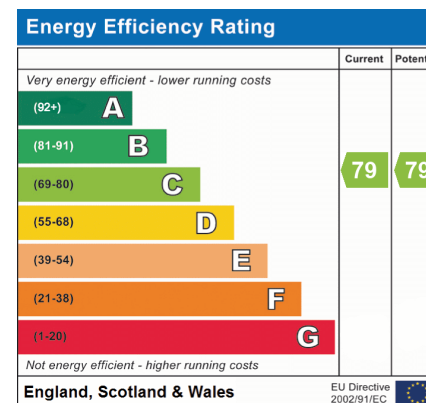 Energy Efficiency Rating
Current Potent
Very energy efficient - lower running costs
(92+) A
(81-91) B
(69-80) C
79 79
(55-68) D
(39-54) E
(21-38) F
(1-20) G
Not energy efficient - higher running costs
England, Scotland & Wales
EU Directive
2002/91/EC